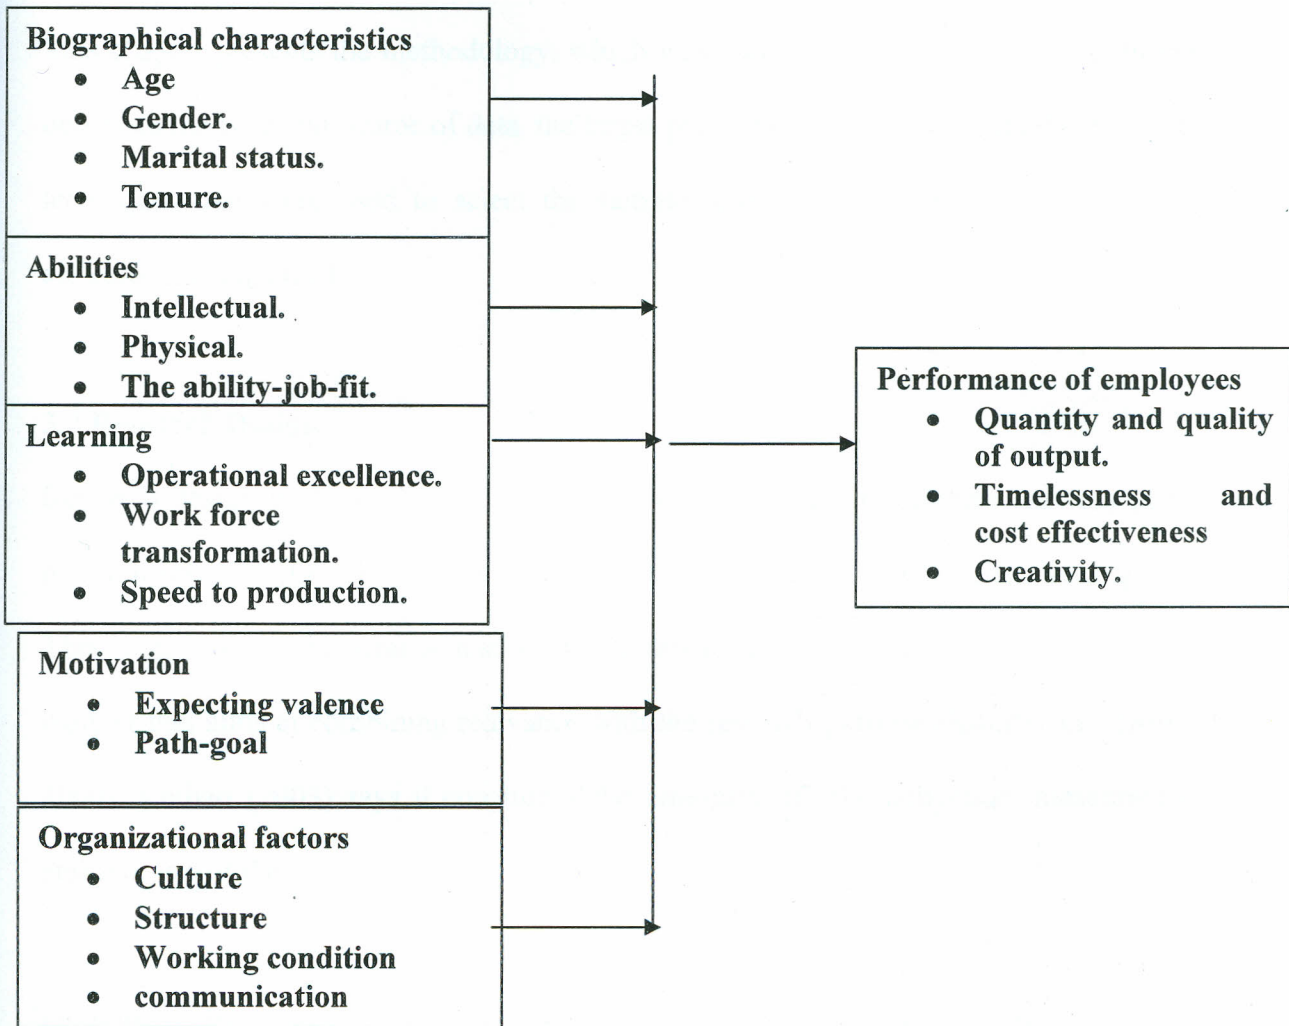 Biographical characteristics
• Age
• Gender.
• Marital status.
• Tenure.
Abilities
• Intellectual.
• Physical.
• The ability-job-fit.
Learning
• Operational excellence.
• Work force
transformation.
• Speed to production.
Motivation
• Expecting valence
• Path-goal
Organizational factors
• Culture
• Structure
• Working condition
• communication
Performance of employees
• Quantity and quality
of output.
• Timelessness and
cost effectiveness
• Creativity.